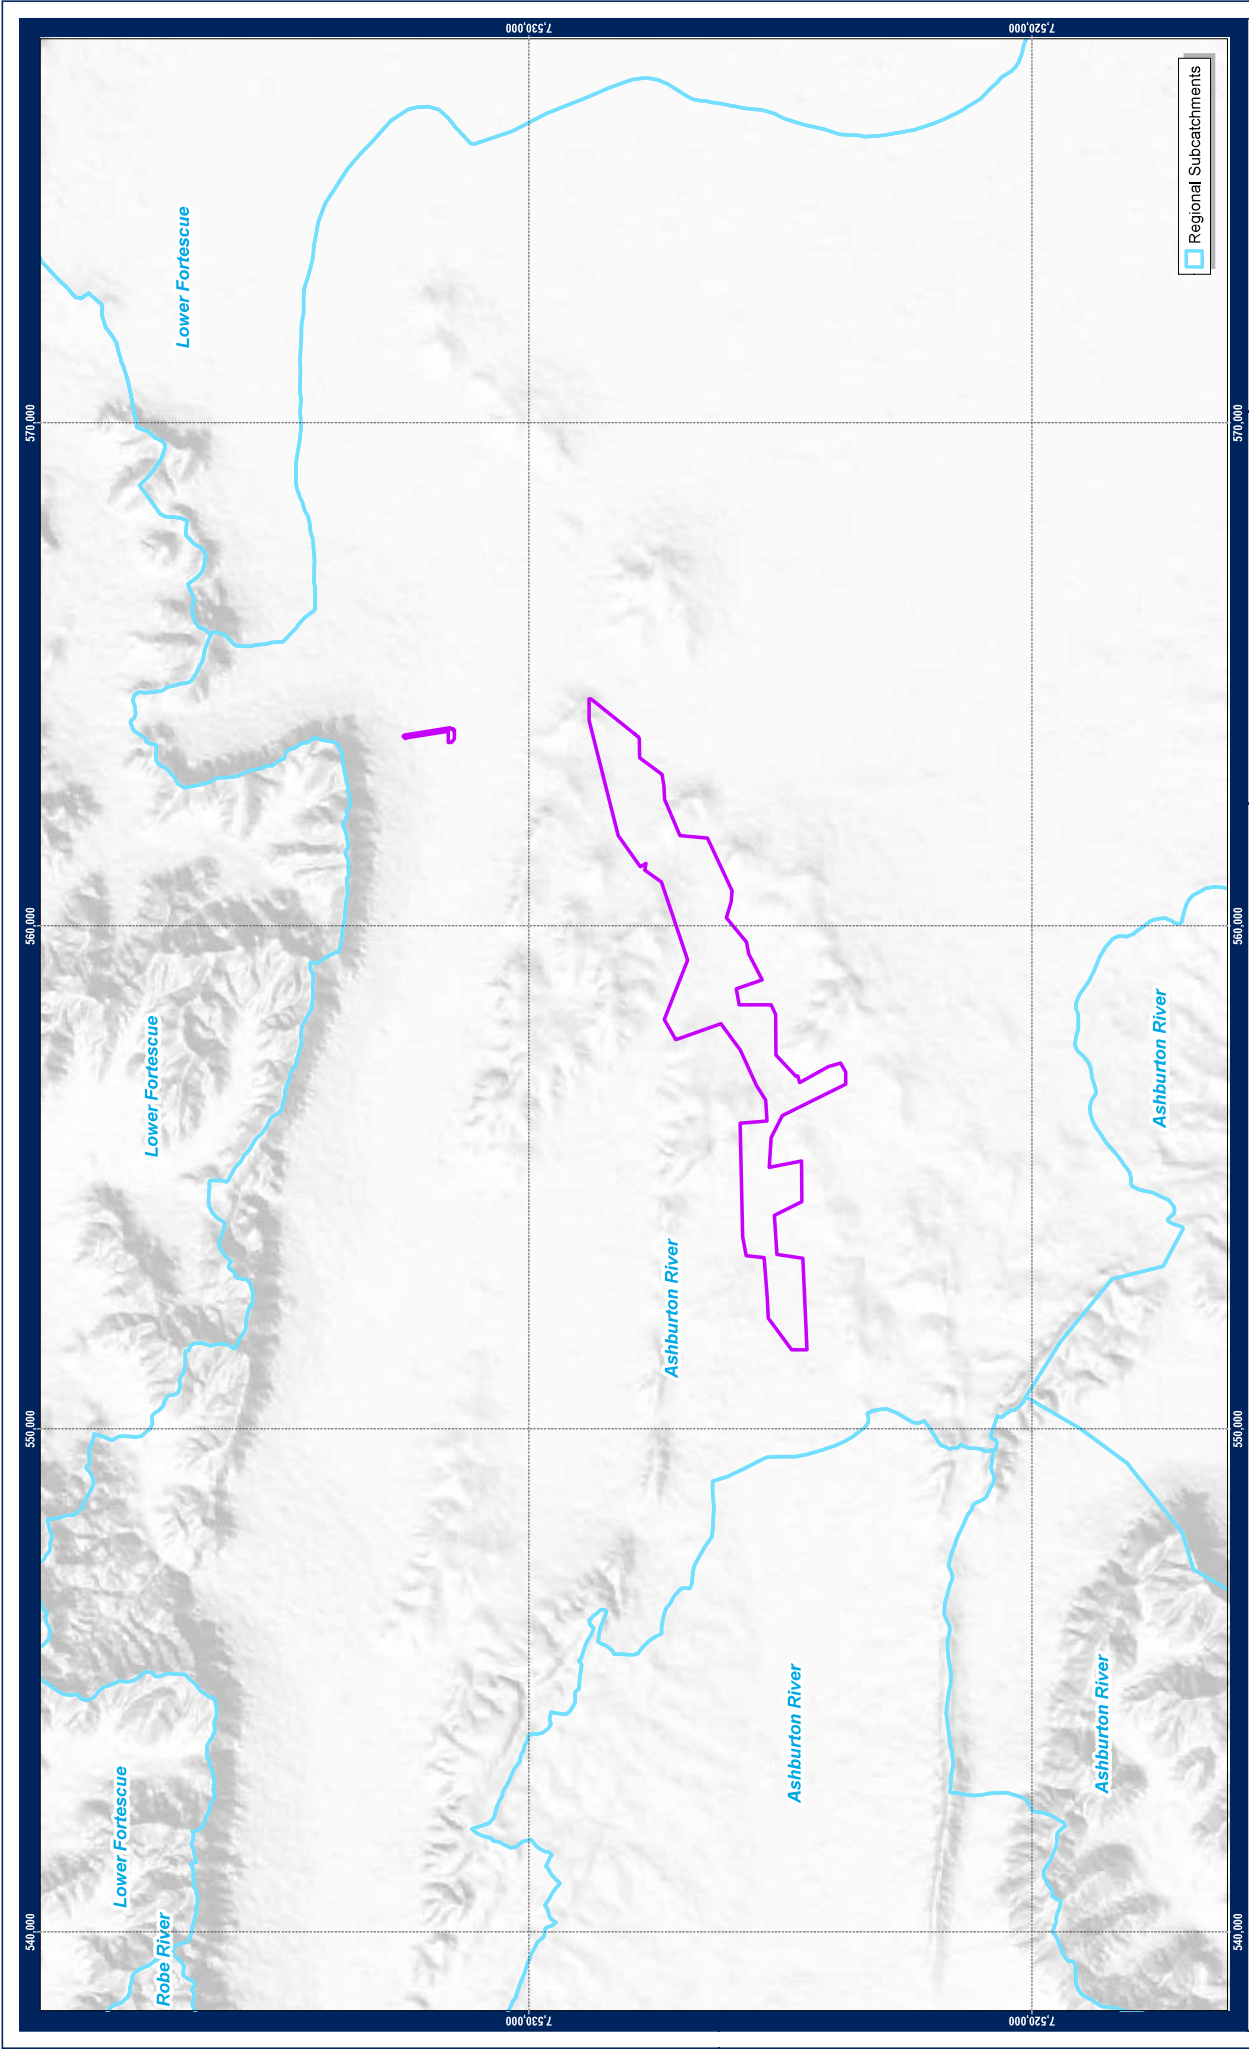 540,000
550,000
560,000
570,000
7,530,000
7,530,000
7,520,000
7,520,000
Robe River
Lower Fortescue
Lower Fortescue
Lower Fortescue
Ashburton River
Ashburton River
Ashburton River
Ashburton River
Regional Subcatchments
540,000
550,000
560,000
570,000